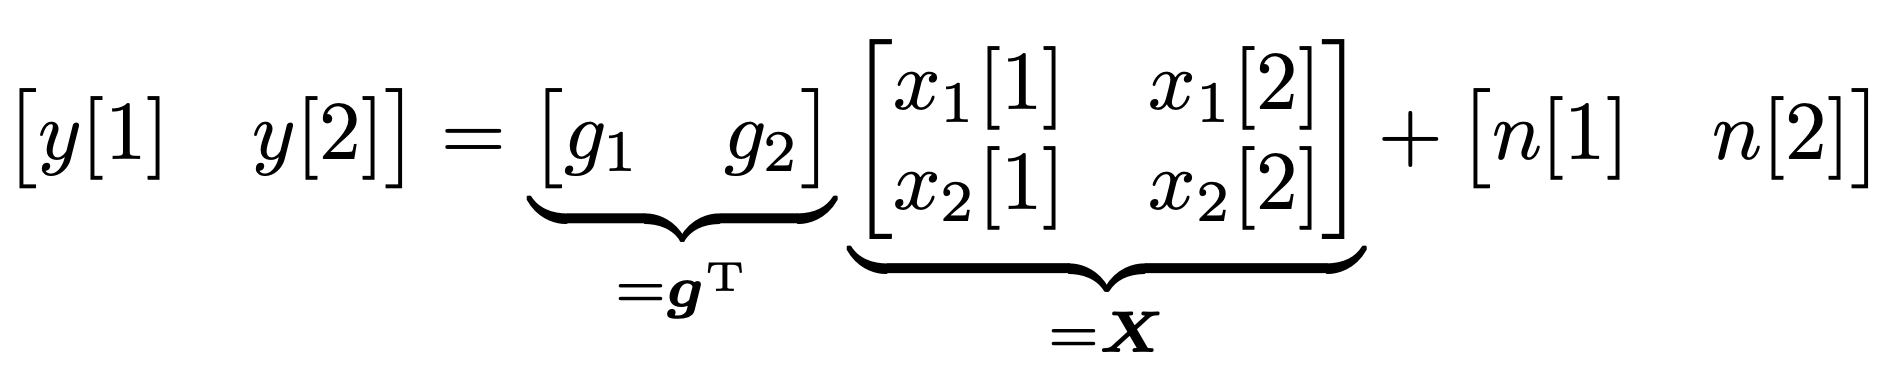 [y[1] y[2]] = [g₁ g₂] [x₁[1] x₁[2]
x₂[1] x₂[2]] + [n[1] n[2]]
=gᵀ
=X